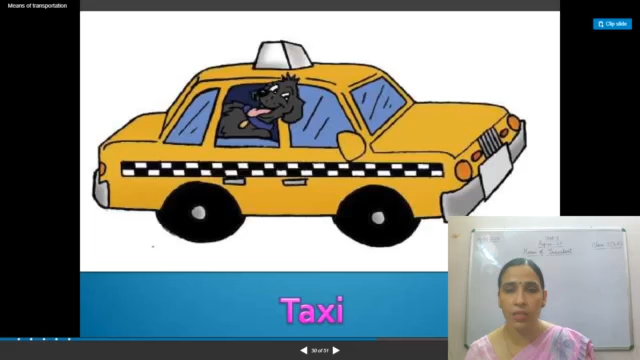 Means of transportation
Clip slide
Taxi
30 of 31